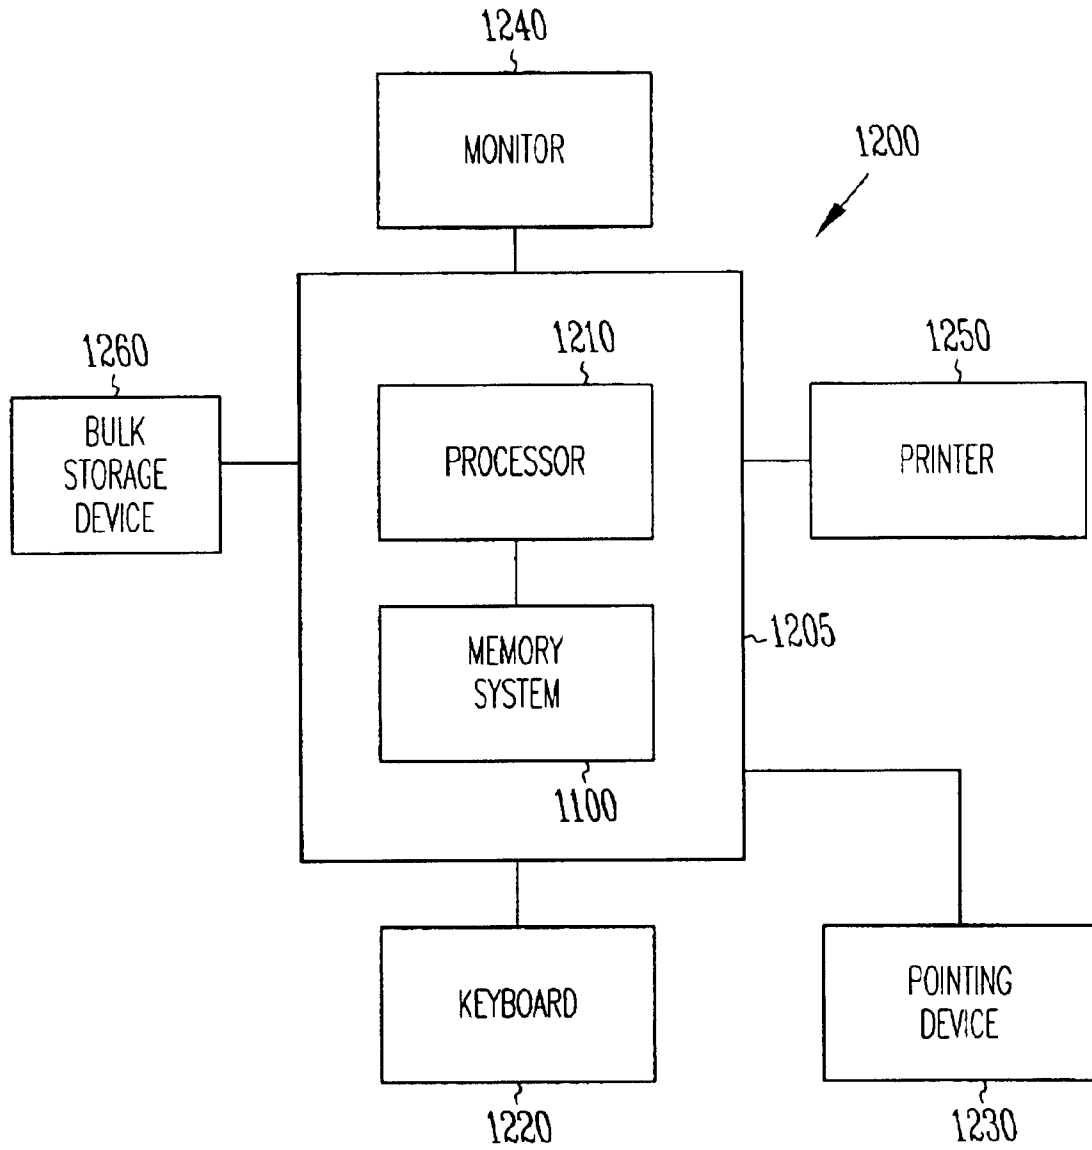 1240
MONITOR
1200
1260
BULK
STORAGE
DEVICE
1210
PROCESSOR
1250
PRINTER
MEMORY
SYSTEM
1205
1100
KEYBOARD
1220
POINTING
DEVICE
1230